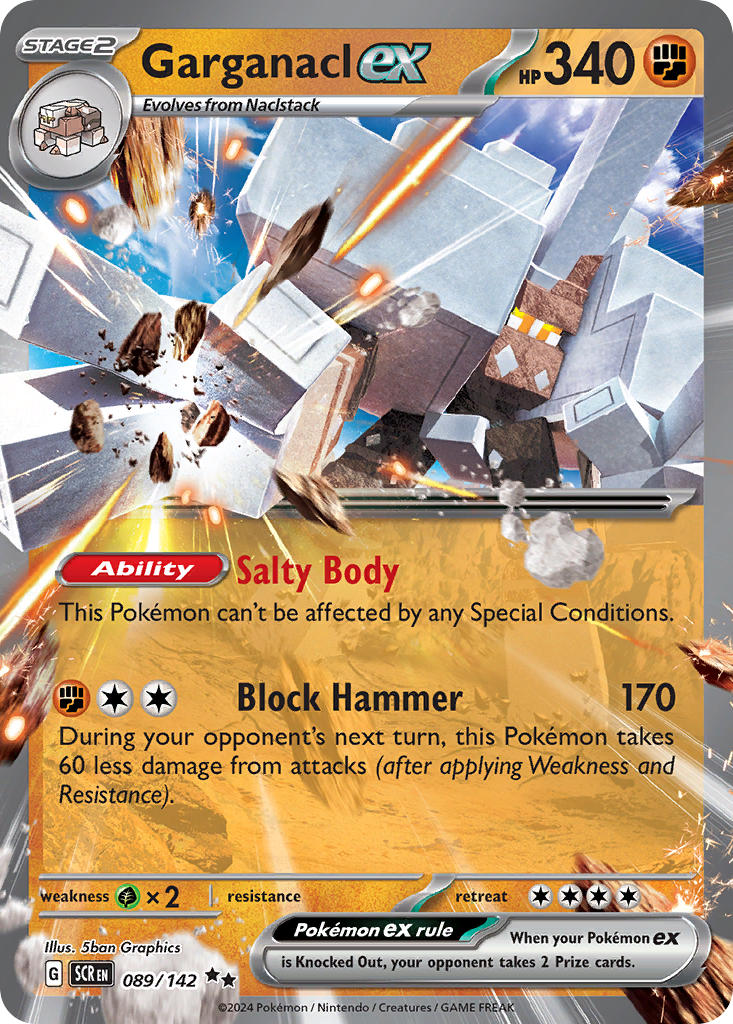 STAGE2
Garganacl ex
HP 340
Evolves from Naclstack
Ability Salty Body
This Pokémon can't be affected by any Special Conditions.
Block Hammer 170
During your opponent's next turn, this Pokémon takes
60 less damage from attacks (after applying Weakness and
Resistance).
weakness ×2 resistance retreat
Illus. 5ban Graphics
Pokémon ex rule
When your Pokémon ex
is Knocked Out, your opponent takes 2 Prize cards.
G SCR EN 089/142
©2024 Pokémon / Nintendo / Creatures / GAME FREAK